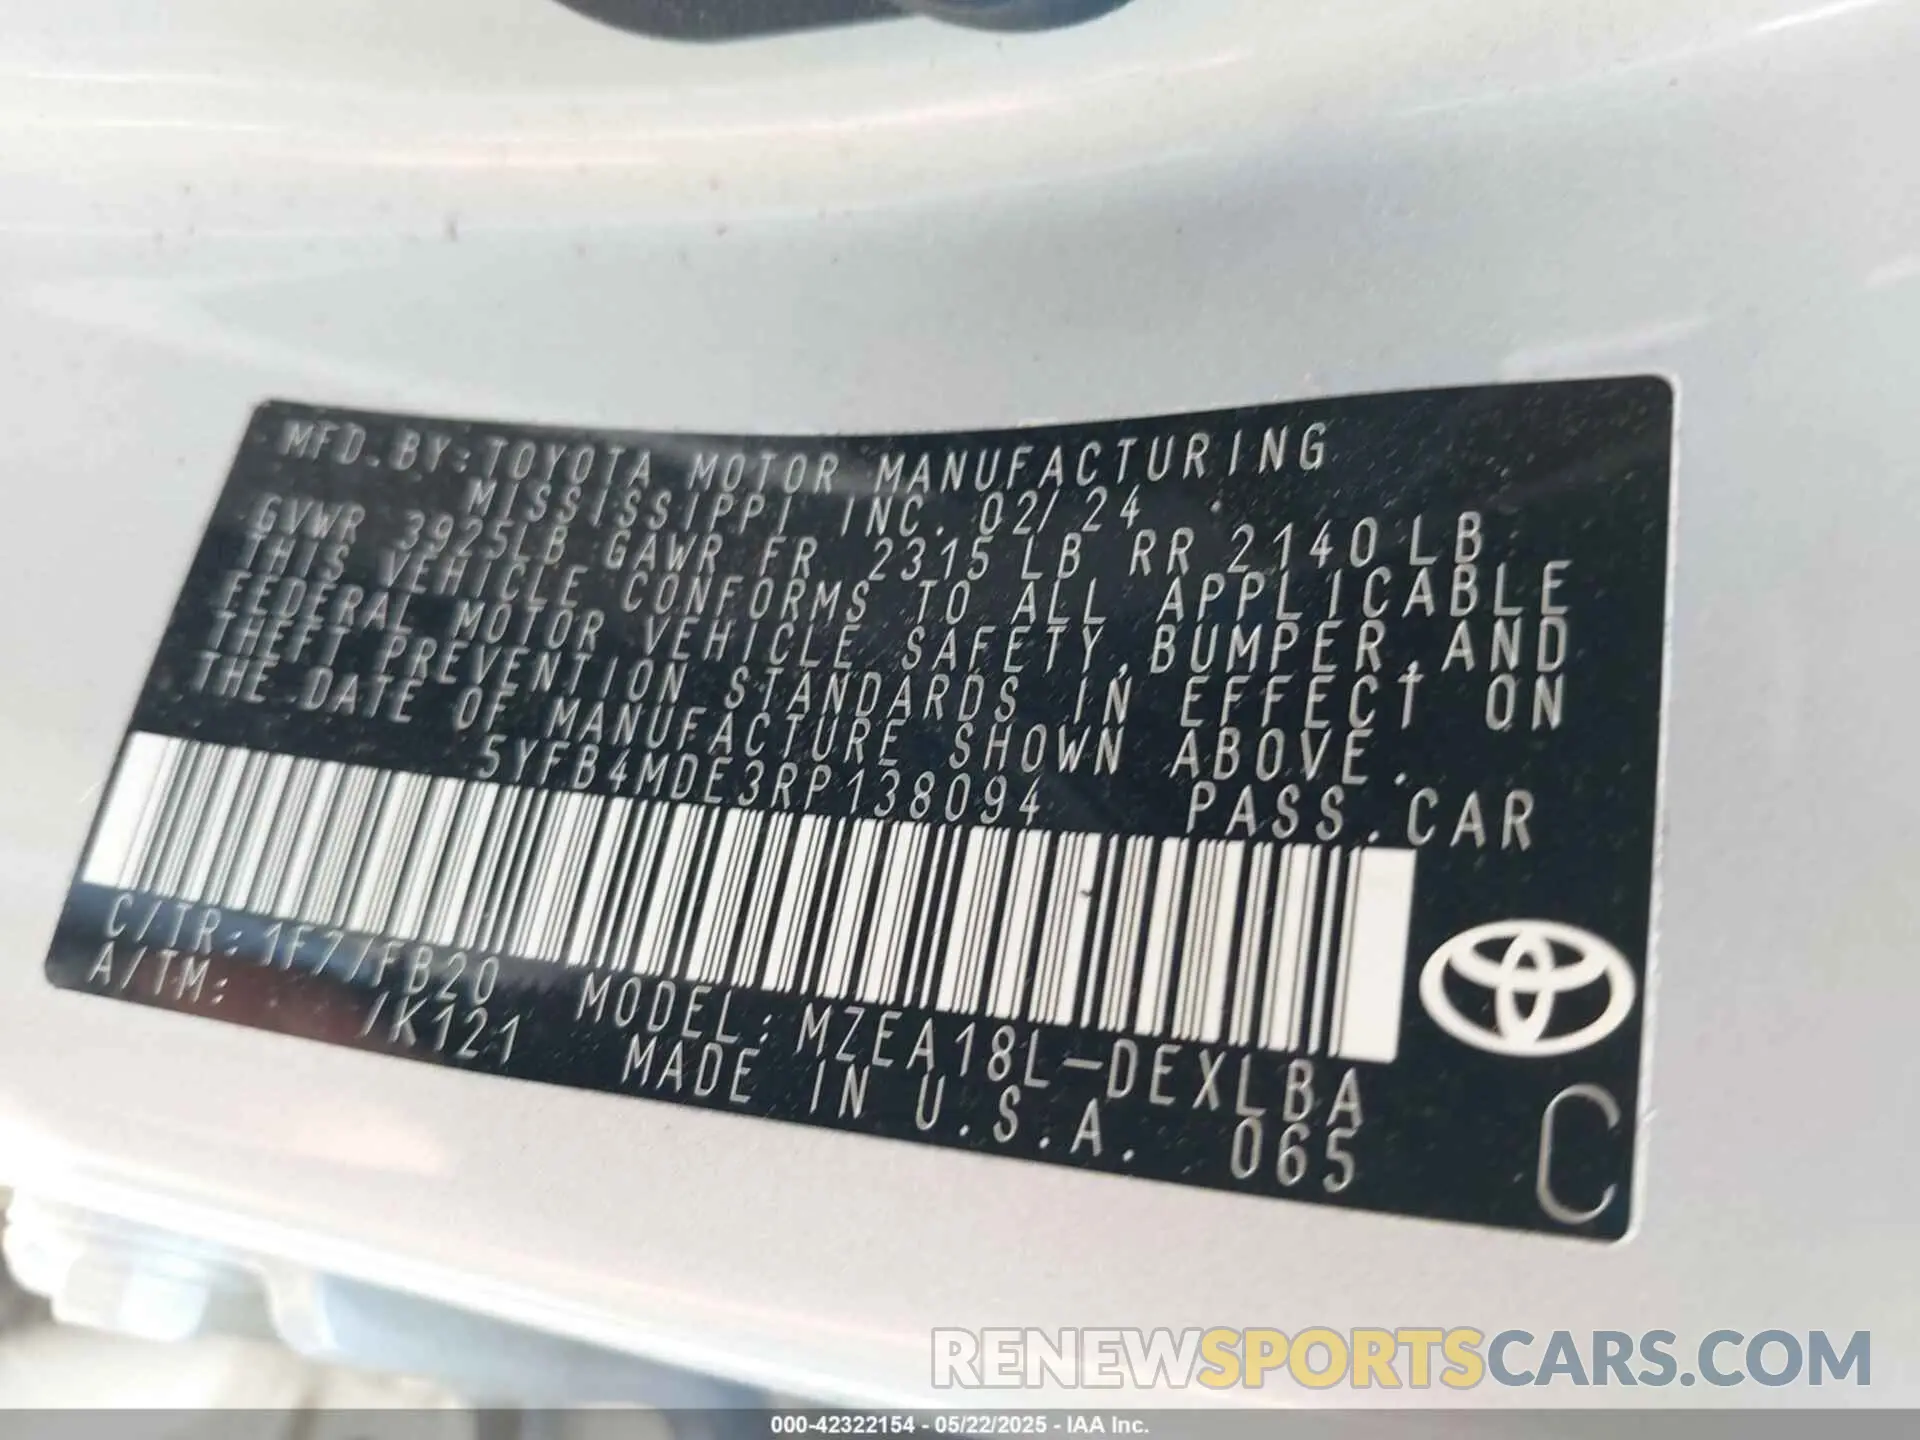 MFD.BY:TOYOTA MOTOR MANUFACTURING
MISSISSIPPI INC. 02/24
GVWR 3925LB GAWR FR 2315LB RR 2140LB
THIS VEHICLE CONFORMS TO ALL APPLICABLE
FEDERAL MOTOR VEHICLE SAFETY,BUMPER,AND
THEFT PREVENTION STANDARDS IN EFFECT ON
THE DATE OF MANUFACTURE SHOWN ABOVE.
5YFB4MDE3RP138094 PASS.CAR
C/TR:1F7/FB20 MODEL:MZEA18L-DEXLBA
A/TM: /K121 MADE IN U.S.A. 065
C
RENEWSPORTSCARS.COM
000-42322154 - 05/22/2025 - IAA Inc.